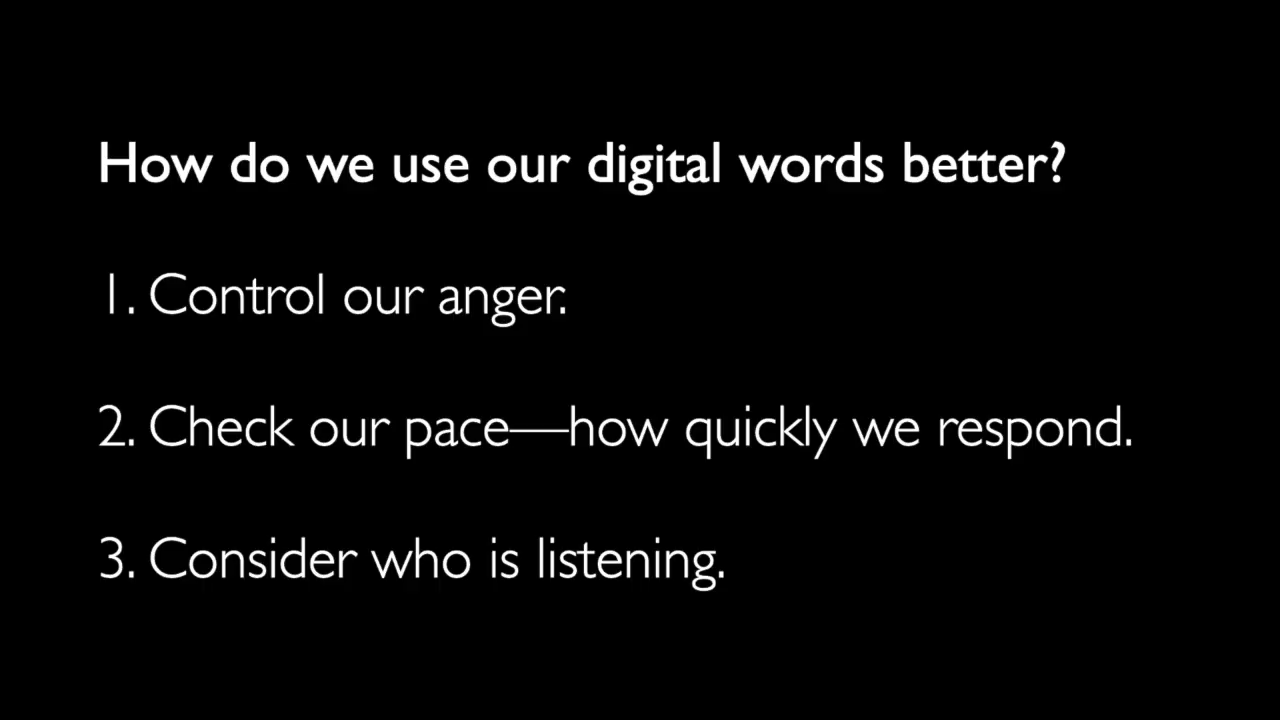 How do we use our digital words better?
1. Control our anger.
2. Check our pace—how quickly we respond.
3. Consider who is listening.